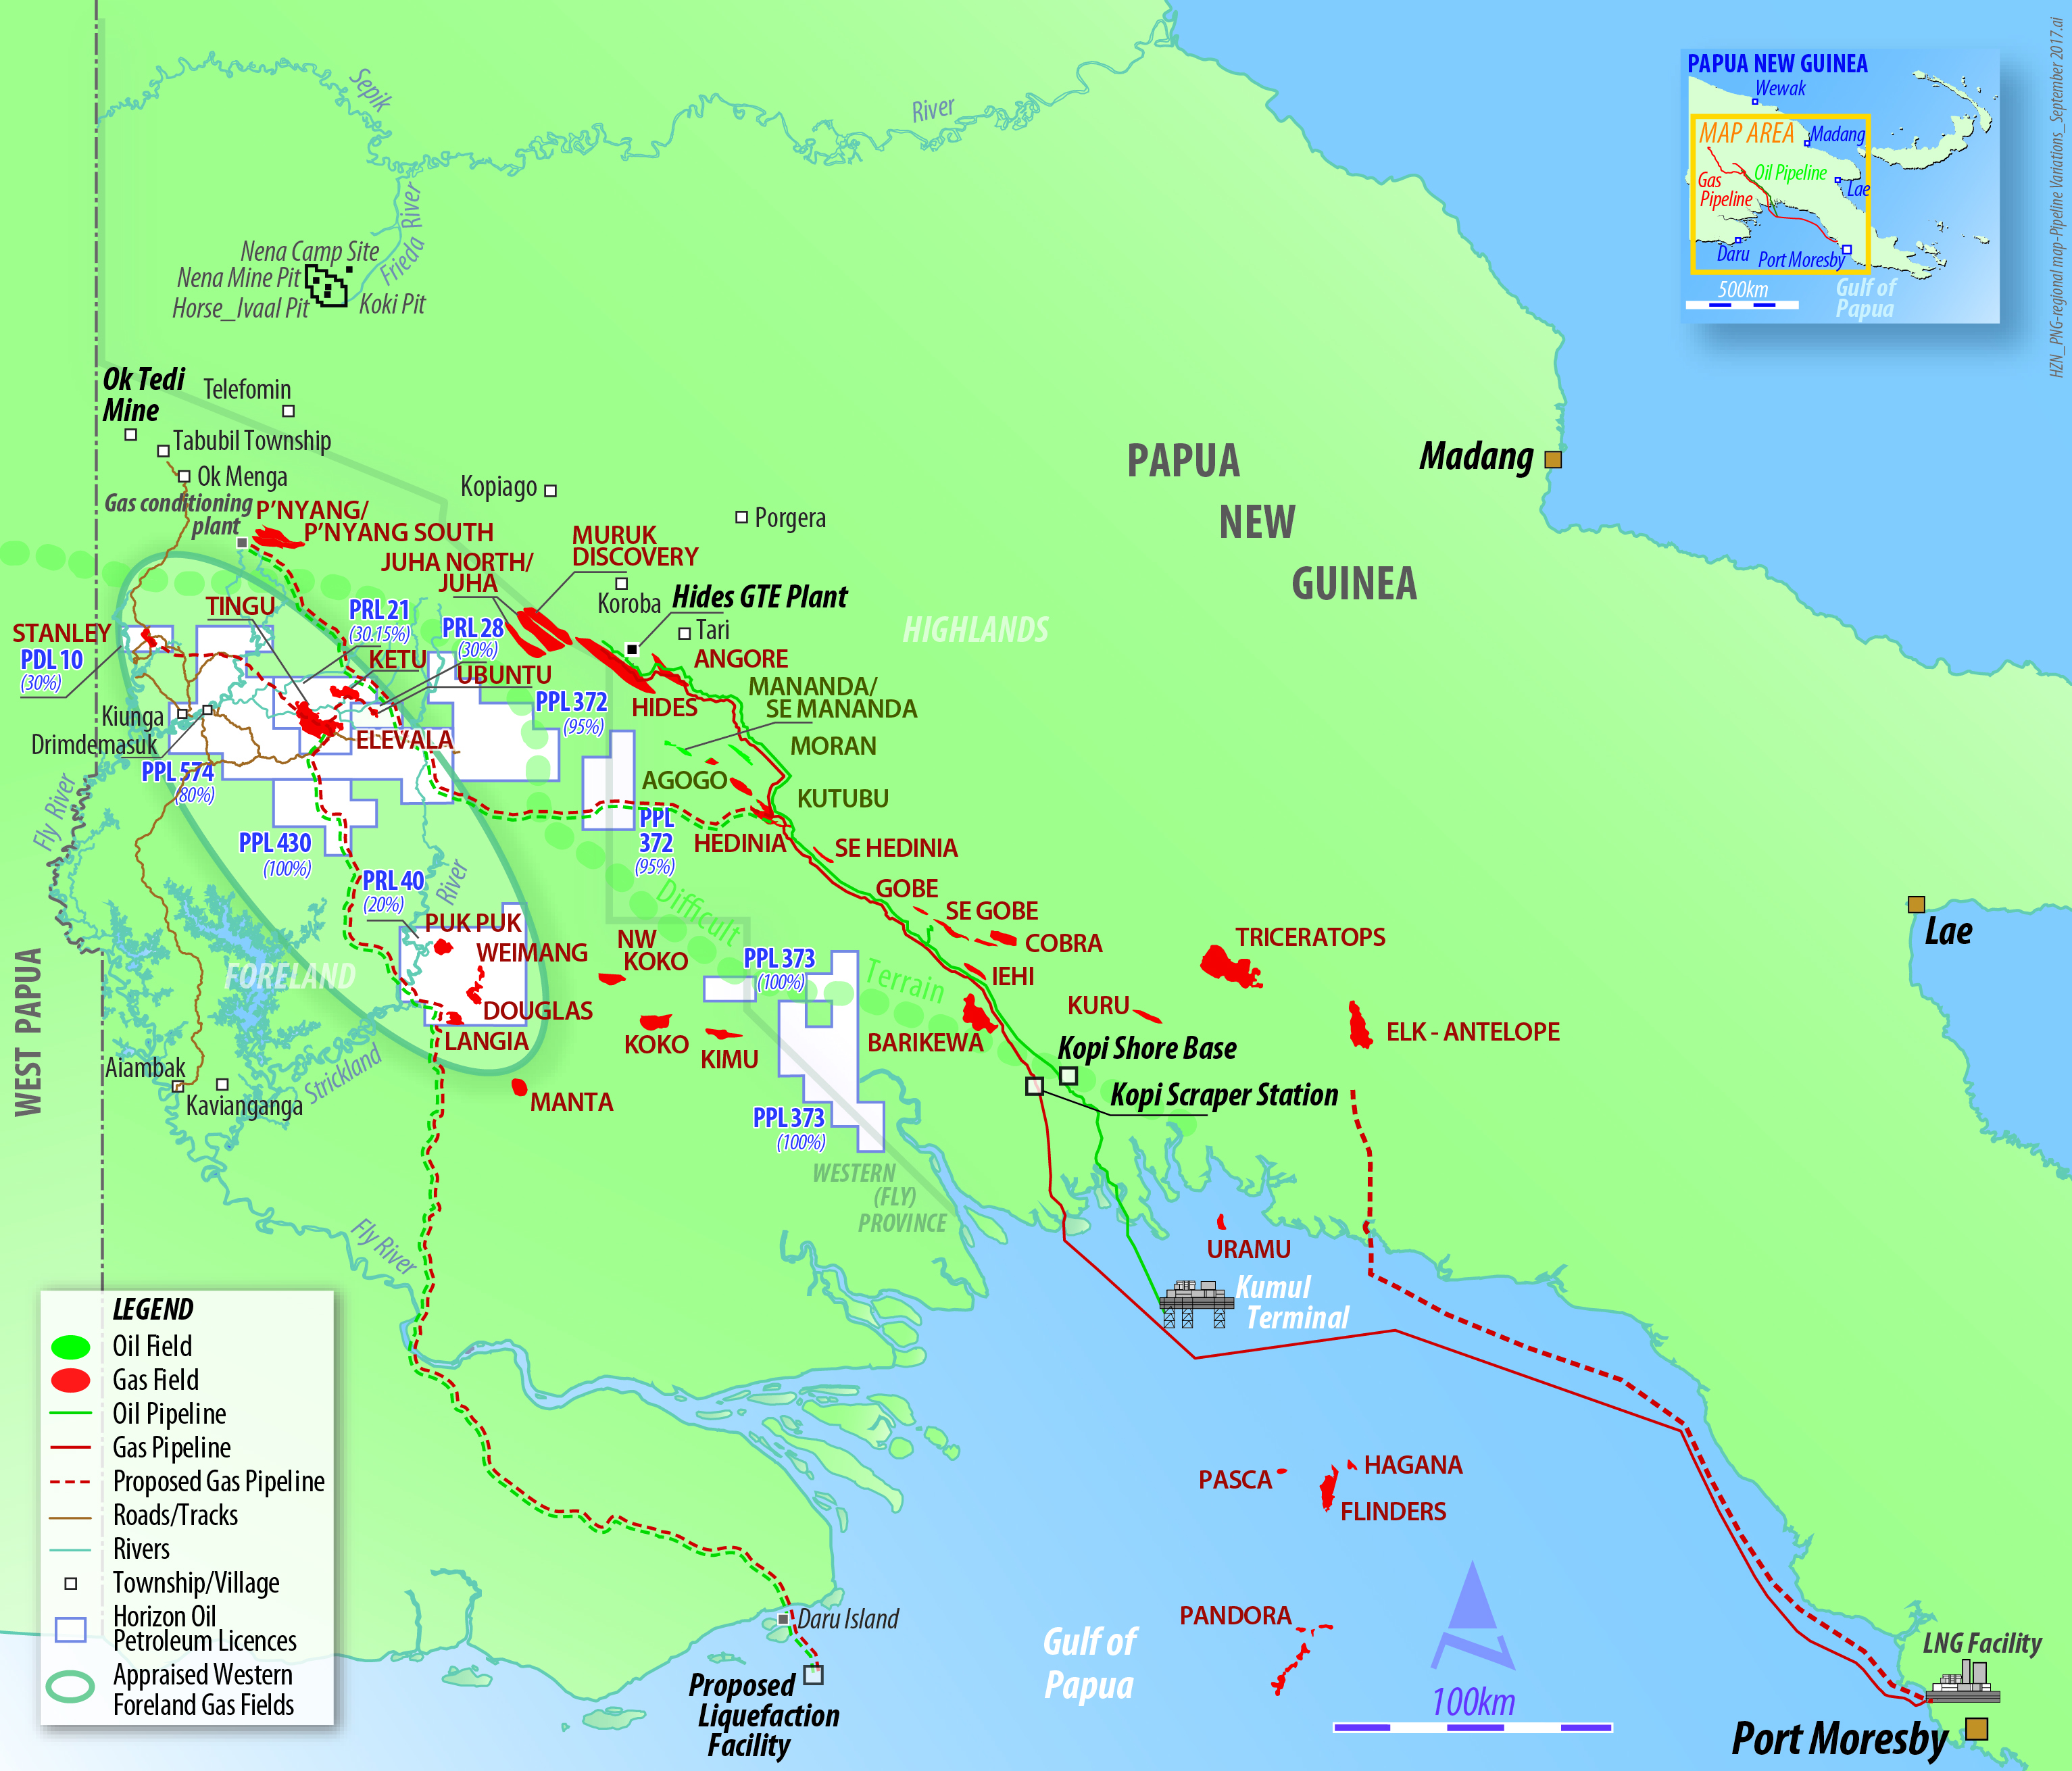 HZN_PNG-regional map-Pipeline Variations_September 2017.ai
PAPUA NEW GUINEA
Wewak
MAP AREA
Madang
Oil Pipeline
Gas
Pipeline
Lae
Daru
Port Moresby
500km
Gulf of
Papua
Sepik
River
Frieda River
Nena Camp Site
Nena Mine Pit
Horse_Ivaal Pit
Koki Pit
Ok Tedi
Mine
Telefomin
Tabubil Township
Ok Menga
Gas conditioning
plant
P'NYANG/
P'NYANG SOUTH
Kopiago
Porgera
PAPUA
NEW
GUINEA
Madang
JUHA NORTH/
JUHA
MURUK
DISCOVERY
Koroba
Hides GTE Plant
Tari
HIGHLANDS
TINGU
STANLEY
PDL 10
(30%)
PRL 21
(30.15%)
PRL 28
(30%)
KETU
UBUNTU
ANGORE
HIDES
MANANDA/
SE MANANDA
MORAN
AGOGO
KUTUBU
PPL 372
(95%)
Kiunga
Drimdemasuk
ELEVALA
PPL 574
(80%)
Fly River
PPL 430
(100%)
PPL
372
(95%)
HEDINIA
SE HEDINIA
PRL 40
(20%)
River
Difficult
Terrain
GOBE
SE GOBE
COBRA
IEHI
PUK PUK
WEIMANG
DOUGLAS
LANGIA
NW
KOKO
KOKO
KIMU
PPL 373
(100%)
BARIKEWA
KURU
TRICERATOPS
ELK - ANTELOPE
Lae
WEST PAPUA
FORELAND
Aiambak
Kavianganga
Strickland
MANTA
Kopi Shore Base
Kopi Scraper Station
PPL 373
(100%)
WESTERN
(FLY)
PROVINCE
Fly River
URAMU
Kumul
Terminal
PASCA
HAGANA
FLINDERS
PANDORA
Gulf of
Papua
100km
LNG Facility
Port Moresby
Daru Island
Proposed
Liquefaction
Facility
LEGEND
Oil Field
Gas Field
Oil Pipeline
Gas Pipeline
Proposed Gas Pipeline
Roads/Tracks
Rivers
Township/Village
Horizon Oil
Petroleum Licences
Appraised Western
Foreland Gas Fields